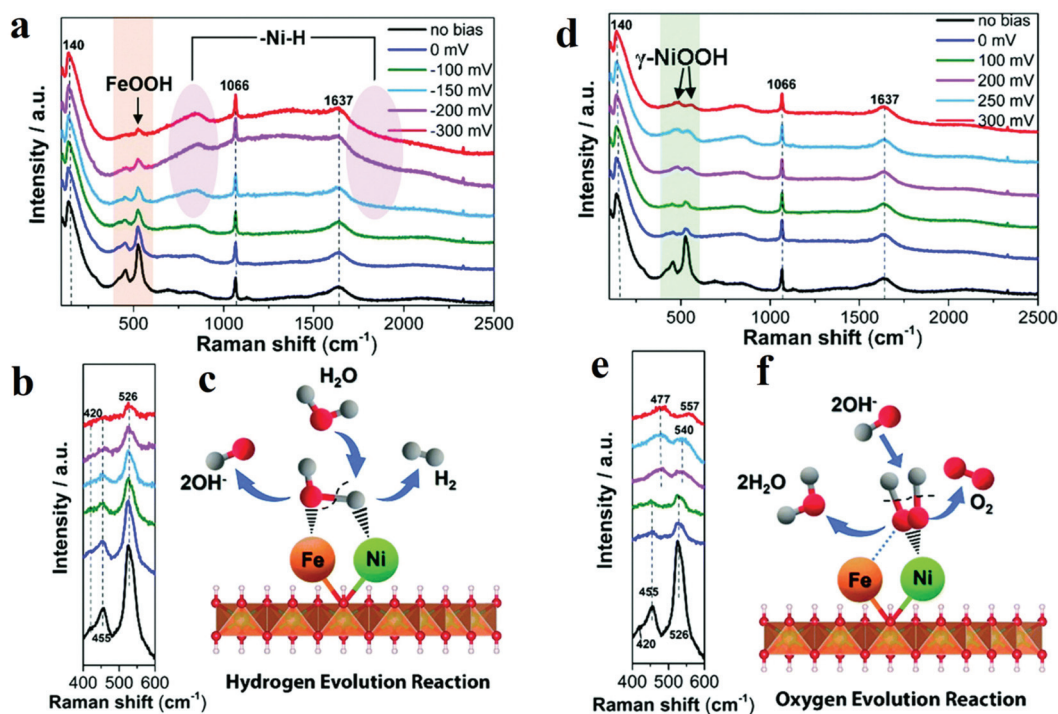 a
140
FeOOH
-Ni-H
1066
1637
no bias
0 mV
-100 mV
-150 mV
-200 mV
-300 mV
Intensity / a.u.
500
1000
1500
2000
2500
Raman shift (cm⁻¹)
d
140
γ-NiOOH
1066
1637
no bias
0 mV
100 mV
200 mV
250 mV
300 mV
Intensity / a.u.
500
1000
1500
2000
2500
Raman shift (cm⁻¹)
b
420
526
455
Intensity / a.u.
400 500 600
Raman shift (cm⁻¹)
c
H₂O
2OH⁻
H₂
Fe
Ni
Hydrogen Evolution Reaction
e
477
557
540
455
420
526
Intensity / a.u.
400 500 600
Raman shift (cm⁻¹)
f
2OH⁻
2H₂O
O₂
Fe
Ni
Oxygen Evolution Reaction